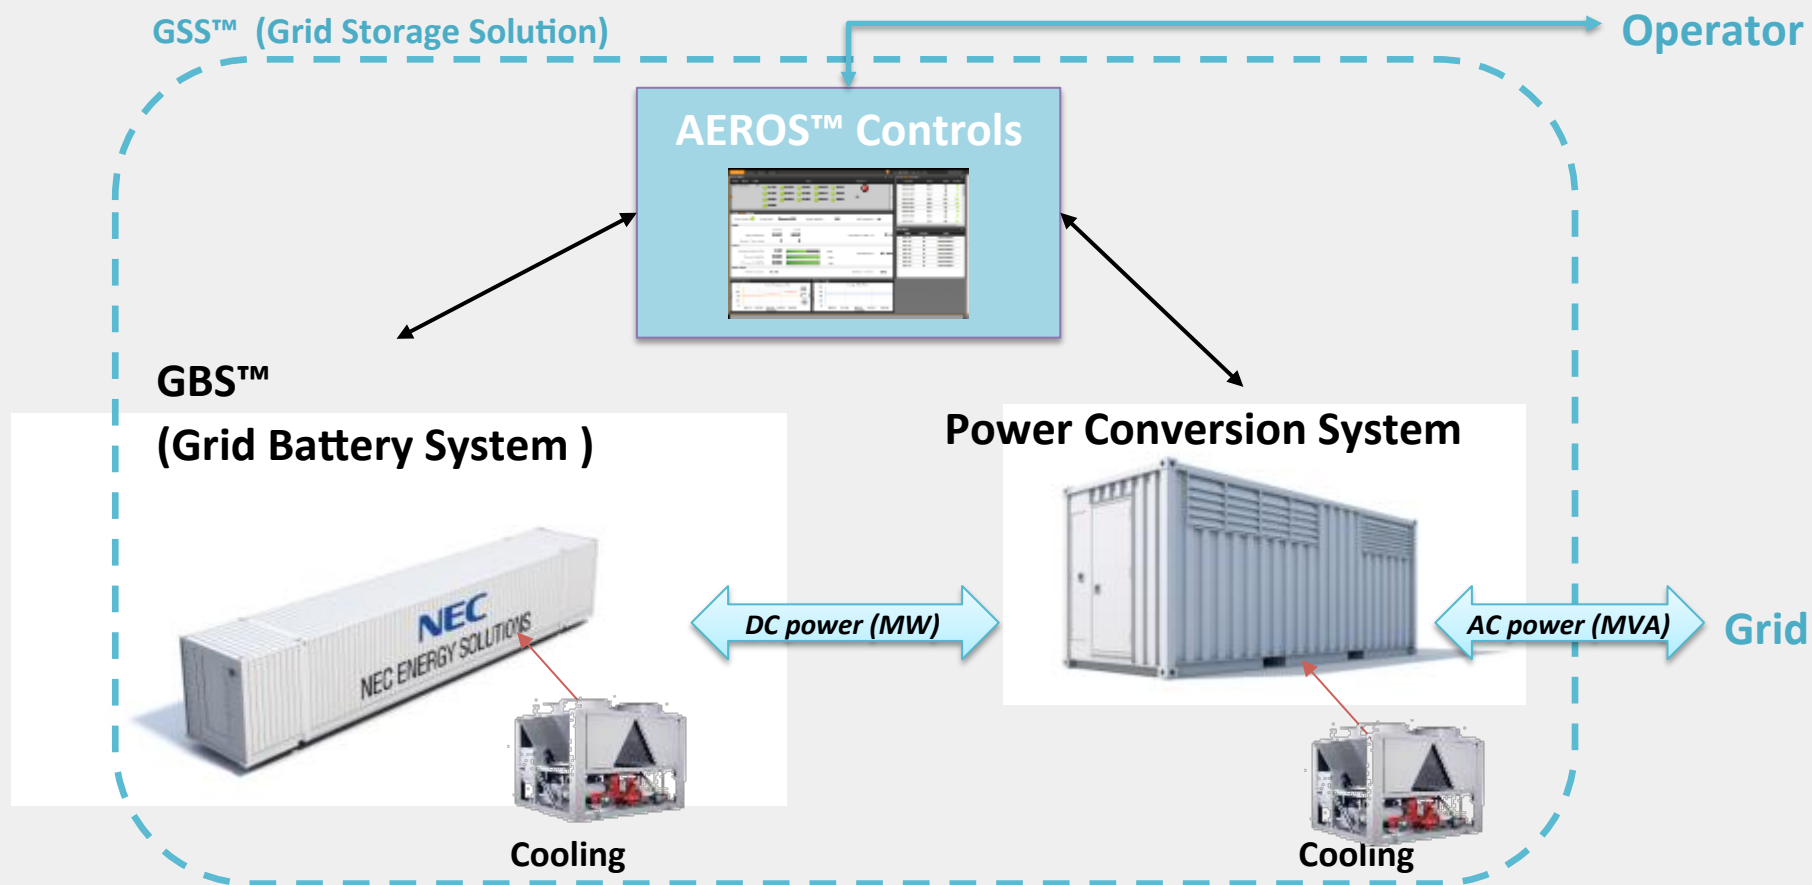 GSS™ (Grid Storage Solution)
Operator
AEROS™ Controls
GBS™
(Grid Battery System )
Power Conversion System
NEC
NEC ENERGY SOLUTIONS
DC power (MW)
AC power (MVA)
Grid
Cooling
Cooling